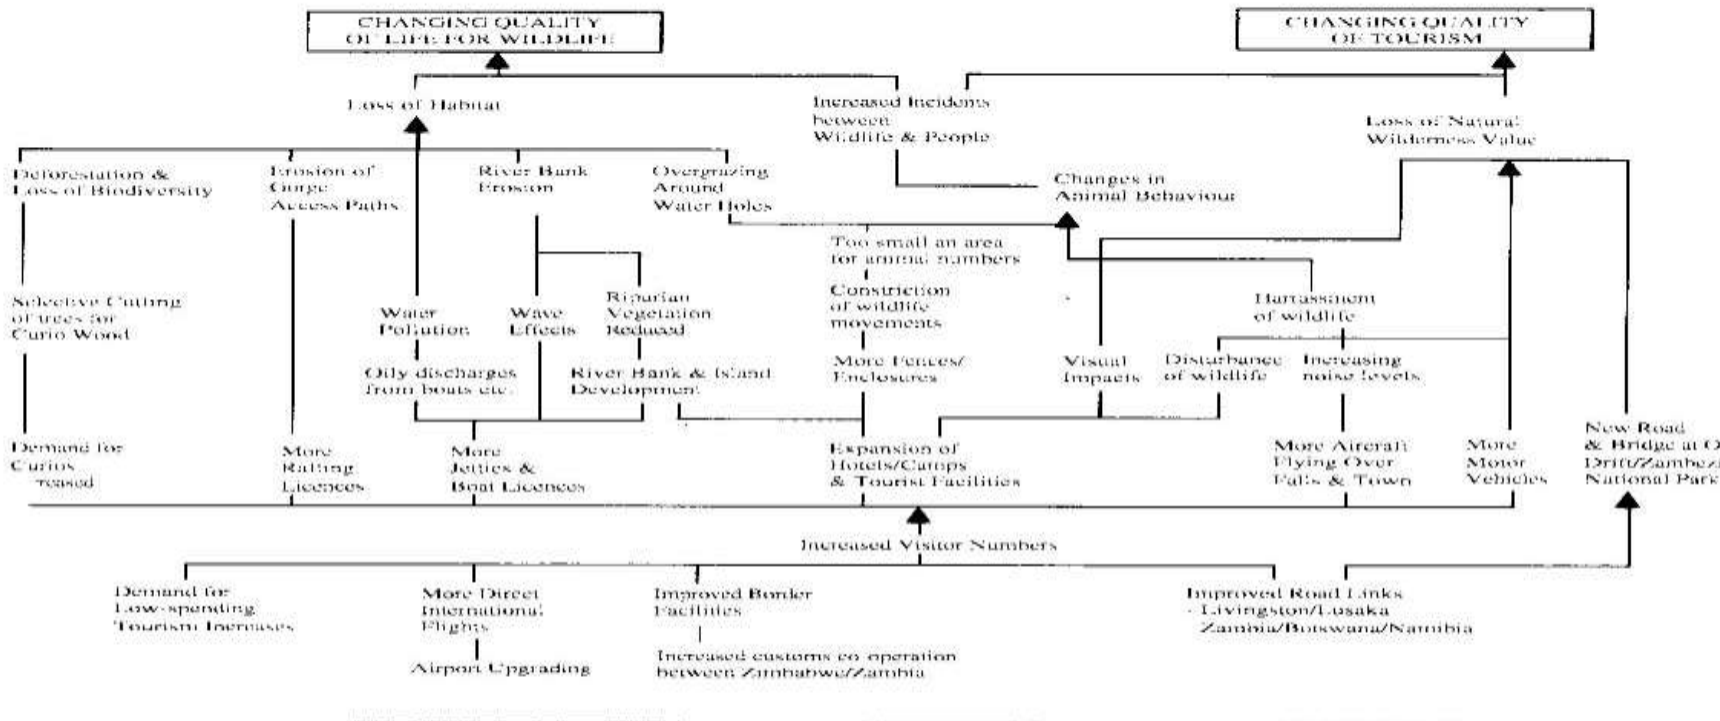 CHANGING QUALITY
OF LIFE FOR WILDLIFE
CHANGING QUALITY
OF TOURISM
Loss of Habitat
Increased Incidents
between
Wildlife & People
Loss of Natural
Wilderness Value
Deforestation &
Loss of Biodiversity
Erosion of
Gorge
Access Paths
River Bank
Erosion
Overgrazing
Around
Water Holes
Changes in
Animal Behaviour
Too small an area
for animal numbers
Selective Cutting
of trees for
Curio Wood
Water
Pollution
Wave
Effects
Riparian
Vegetation
Reduced
Constriction
of wildlife
movements
Harrassment
of wildlife
Oily discharges
from boats etc.
River Bank & Island
Development
More Fences/
Enclosures
Visual
Impacts
Disturbance
of wildlife
Increasing
noise levels
Demand for
Curios
reased
More
Rafting
Licences
More
Jetties &
Boat Licences
Expansion of
Hotels/Camps
& Tourist Facilities
More Aircraft
Flying Over
Falls & Town
More
Motor
Vehicles
New Road
& Bridge at
Drift/Zambezi
National Park
Increased Visitor Numbers
Demand for
Low-spending
Tourism Increases
More Direct
International
Flights
Airport Upgrading
Improved Border
Facilities
Increased customs co-operation
between Zimbabwe/Zambia
Improved Road Links
- Livingston/Lusaka
Zambia/Botswana/Namibia